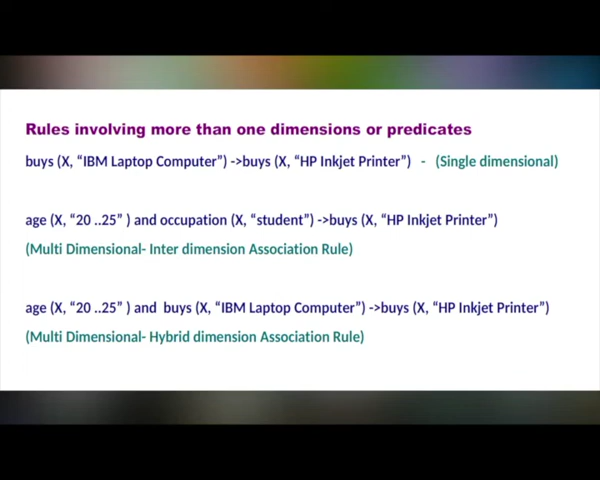 Rules involving more than one dimensions or predicates
buys (X, “IBM Laptop Computer”) ->buys (X, “HP Inkjet Printer”) - (Single dimensional)
age (X, “20 ..25” ) and occupation (X, “student”) ->buys (X, “HP Inkjet Printer”)
(Multi Dimensional- Inter dimension Association Rule)
age (X, “20 ..25” ) and buys (X, “IBM Laptop Computer”) ->buys (X, “HP Inkjet Printer”)
(Multi Dimensional- Hybrid dimension Association Rule)